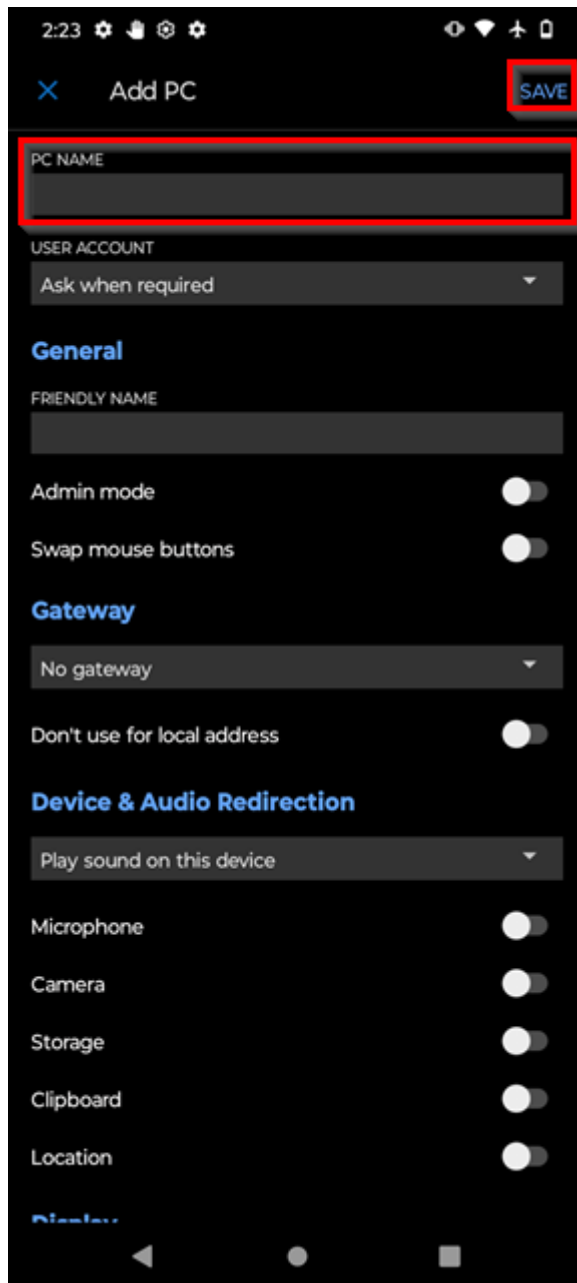 2:23
Add PC
SAVE
PC NAME
USER ACCOUNT
Ask when required
General
FRIENDLY NAME
Admin mode
Swap mouse buttons
Gateway
No gateway
Don't use for local address
Device & Audio Redirection
Play sound on this device
Microphone
Camera
Storage
Clipboard
Location
Display